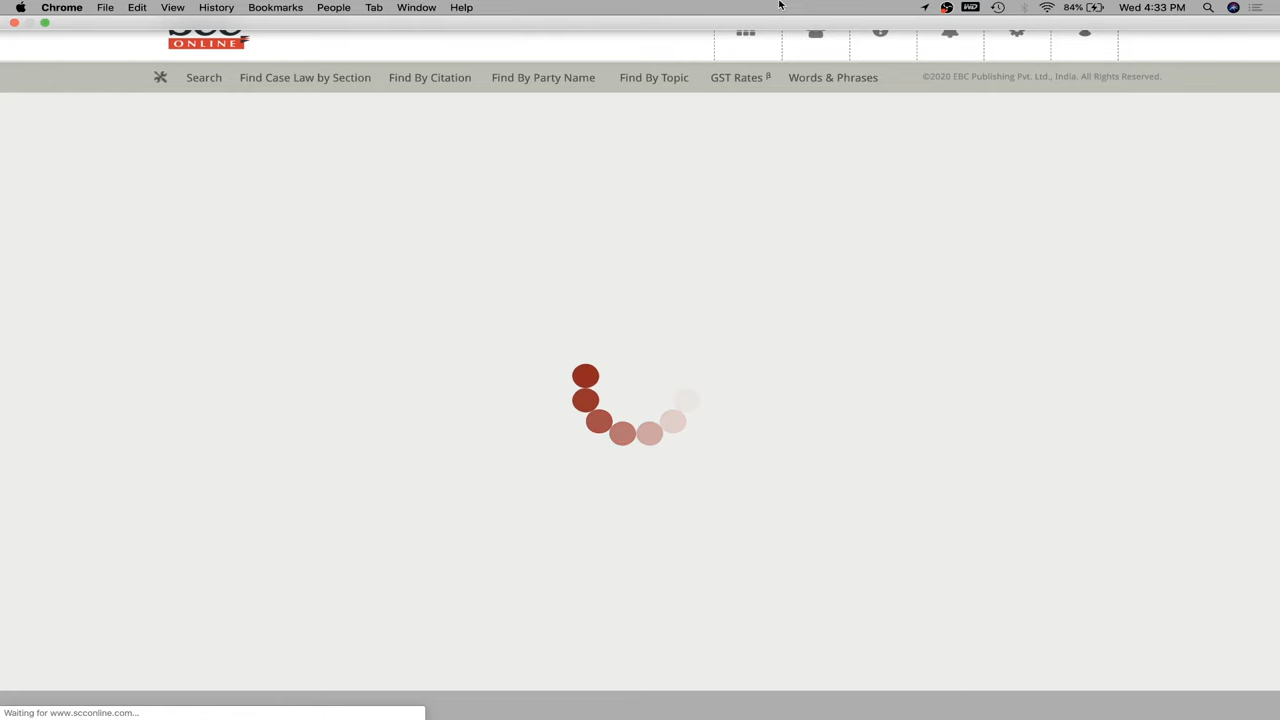 Chrome File Edit View History Bookmarks People Tab Window Help WD 84% Wed 4:33 PM
SCC
ONLINE
Search Find Case Law by Section Find By Citation Find By Party Name Find By Topic GST Rates β Words & Phrases ©2020 EBC Publishing Pvt. Ltd., India. All Rights Reserved.
Waiting for www.scconline.com...